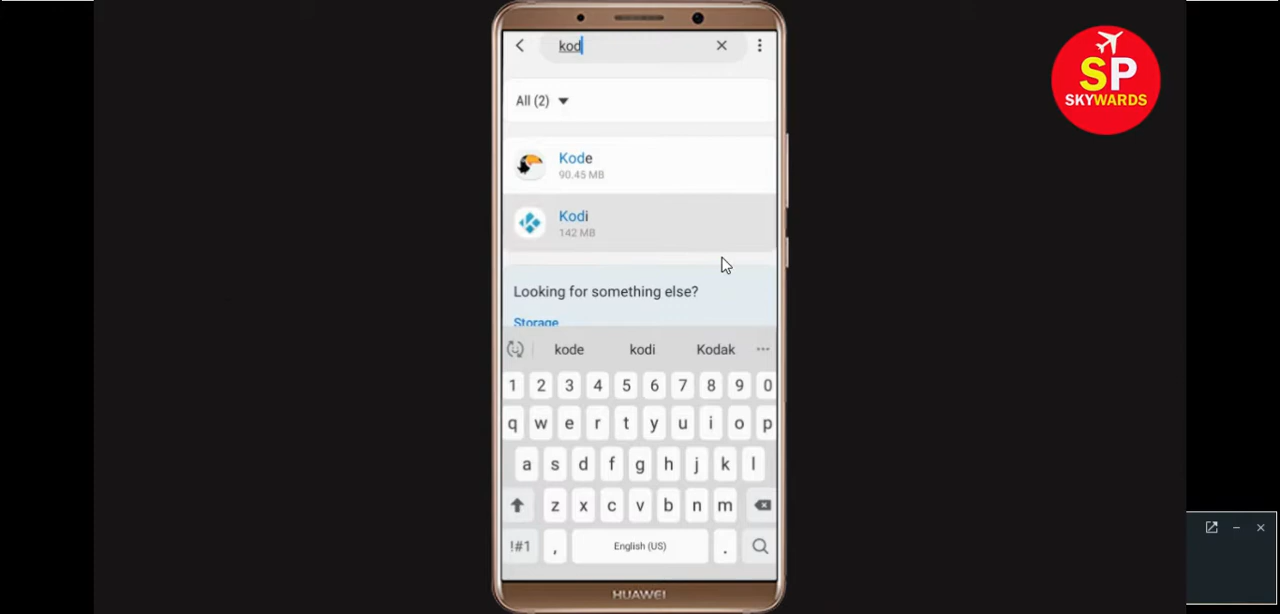 kod
All (2)
Kode
90.45 MB
Kodi
142 MB
Looking for something else?
Storage
kode kodi Kodak ...
1 2 3 4 5 6 7 8 9 0
q w e r t y u i o p
a s d f g h j k l
z x c v b n m
!#1 , English (US) .
HUAWEI
SP
SKYWARDS